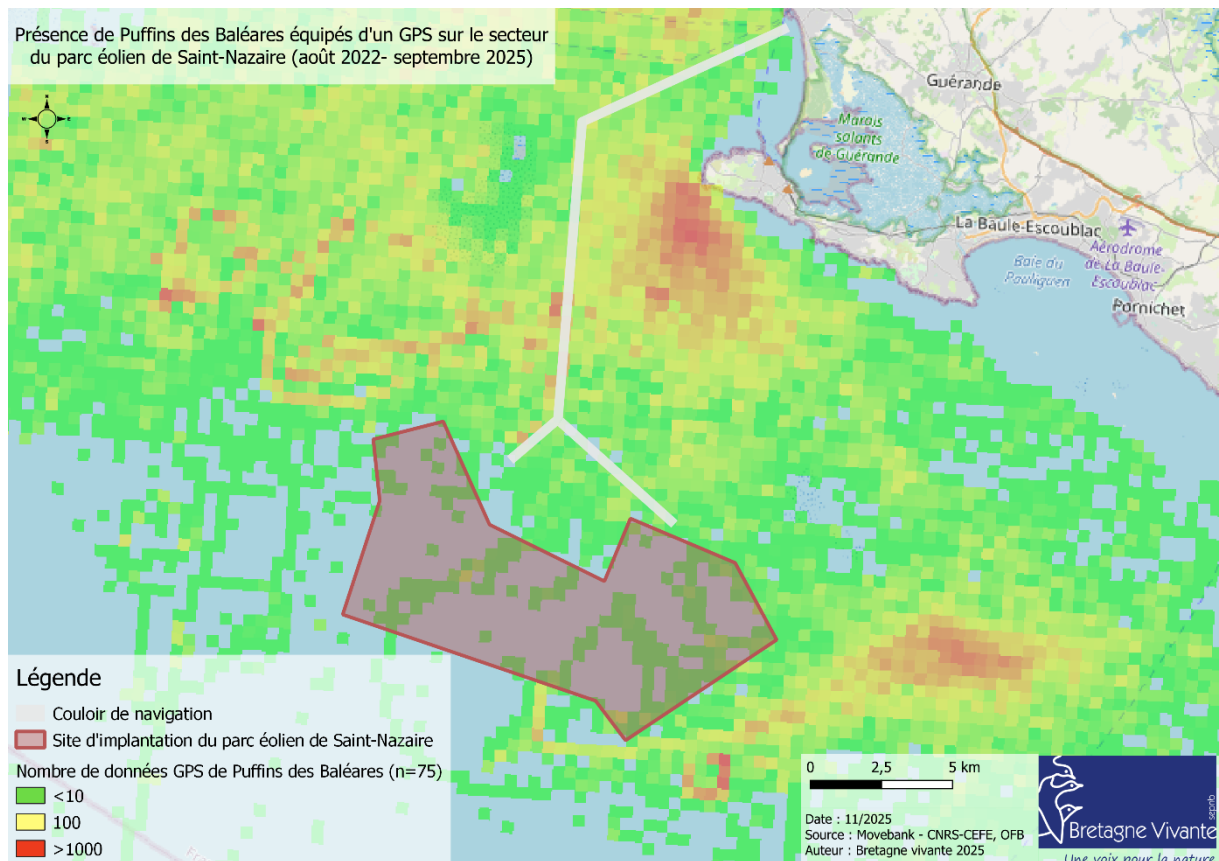 Présence de Puffins des Baléares équipés d'un GPS sur le secteur
du parc éolien de Saint-Nazaire (août 2022- septembre 2025)
Guérande
Marais
salants
de Guérande
La Baule-Escoublac
Aérodrome
de La Baule-
Escoublac
Baie du
Pouliguen
Pornichet
Légende
Couloir de navigation
Site d'implantation du parc éolien de Saint-Nazaire
Nombre de données GPS de Puffins des Baléares (n=75)
<10
100
>1000
0 2,5 5 km
Date : 11/2025
Source : Movebank - CNRS-CEFE, OFB
Auteur : Bretagne vivante 2025
Bretagne Vivante
sepnb
Une voix pour la nature